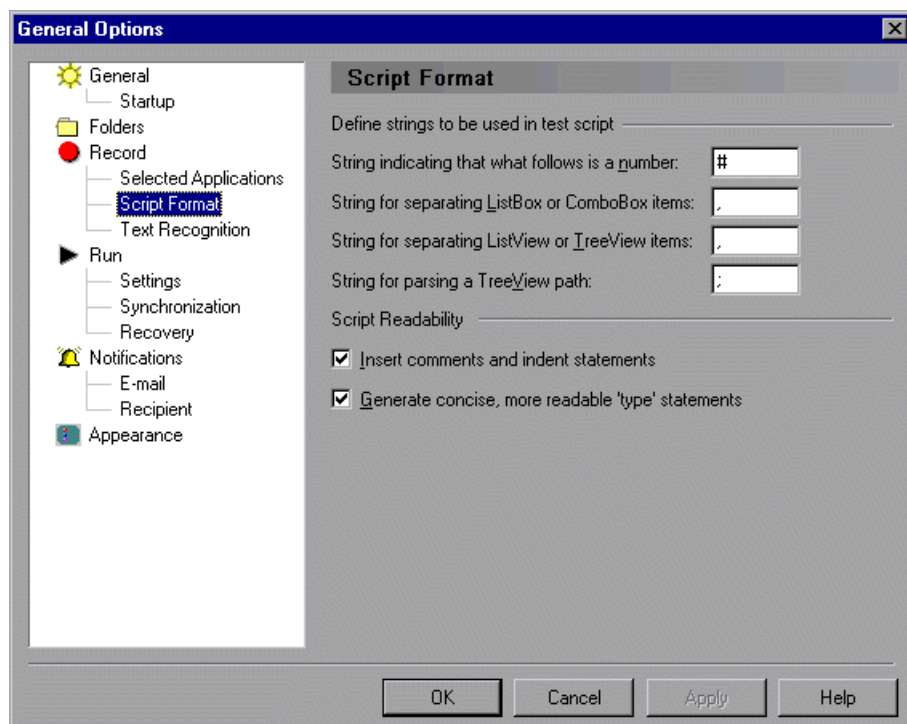 General Options
General
Startup
Folders
Record
Selected Applications
Script Format
Text Recognition
Run
Settings
Synchronization
Recovery
Notifications
E-mail
Recipient
Appearance
Script Format
Define strings to be used in test script
String indicating that what follows is a number: #
String for separating ListBox or ComboBox items: ,
String for separating ListView or TreeView items: ,
String for parsing a TreeView path: ;
Script Readability
Insert comments and indent statements
Generate concise, more readable 'type' statements
OK Cancel Apply Help